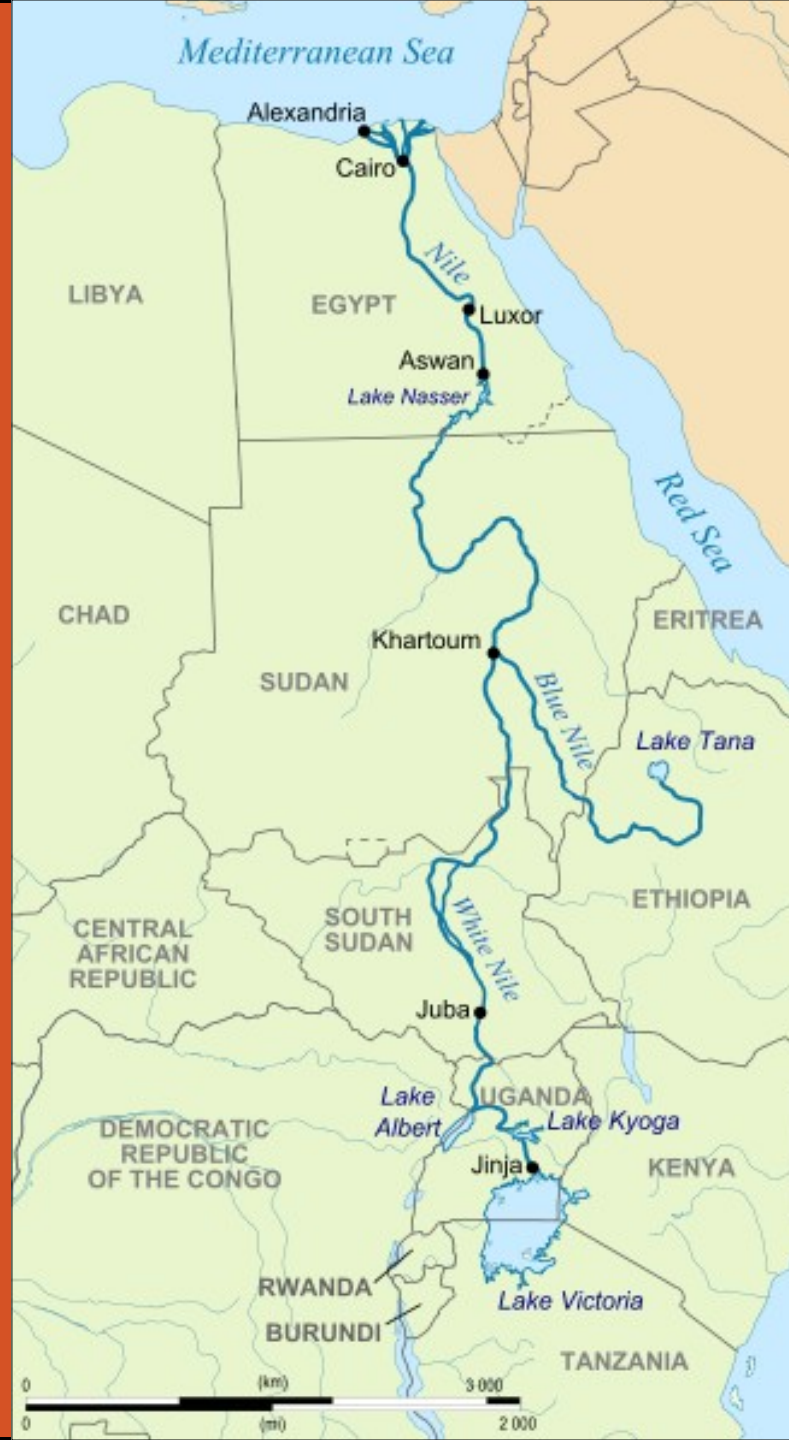 Mediterranean Sea
Alexandria
Cairo
Nile
LIBYA
EGYPT
Luxor
Aswan
Lake Nasser
Red Sea
CHAD
ERITREA
Khartoum
SUDAN
Blue Nile
Lake Tana
ETHIOPIA
SOUTH
SUDAN
White Nile
CENTRAL
AFRICAN
REPUBLIC
Juba
Lake
Albert
UGANDA
Lake Kyoga
DEMOCRATIC
REPUBLIC
OF THE CONGO
Jinja
KENYA
RWANDA
Lake Victoria
BURUNDI
TANZANIA
0 (km) 3 000
0 (mi) 2 000